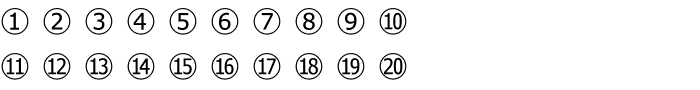 ① ② ③ ④ ⑤ ⑥ ⑦ ⑧ ⑨ ⑩
⑪ ⑫ ⑬ ⑭ ⑮ ⑯ ⑰ ⑱ ⑲ ⑳